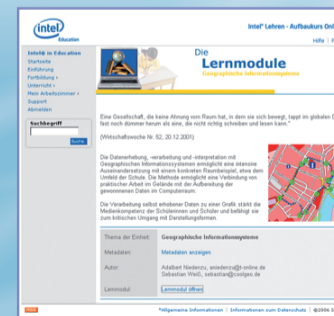 intel
Education
Intel® Lehren - Aufbaukurs Onl
Hilfe
Intel® in Education
Startseite
Einführung
Fortbildung ›
Unterricht ›
Mein Arbeitszimmer ›
Support
Abmelden
Suchbegriff
Suche
Die
Lernmodule
Geographische Informationssysteme
Eine Gesellschaft, die keine Ahnung vom Raum hat, in dem sie sich bewegt, tappt im globalen D
fast noch dümmer herum als eine, die nicht richtig schreiben und lesen kann."
(Wirtschaftswoche Nr. 52, 20.12.2001)
Die Datenerhebung, -verarbeitung und -interpretation mit
Geographischen Informationssystemen ermöglicht eine intensive
Auseinandersetzung mit einem konkreten Raumbeispiel, etwa dem
Umfeld der Schule. Die Methode ermöglicht eine Verbindung von
praktischer Arbeit im Gelände mit der Aufbereitung der
gewonnenen Daten im Computerraum.
Die Verarbeitung selbst erhobener Daten zu einer Grafik stärkt die
Medienkompetenz der Schülerinnen und Schüler und befähigt sie
zum kritischen Umgang mit Darstellungsformen.
Thema der Einheit Geographische Informationssysteme
Metadaten Metadaten anzeigen
Autor Adalbert Niedenzu, aniedenzu@t-online.de
Sebastian Weiß,
Lernmodul Lernmodul öffnen
*Allgemeine Informationen | Informationen zum Datenschutz | ©2006